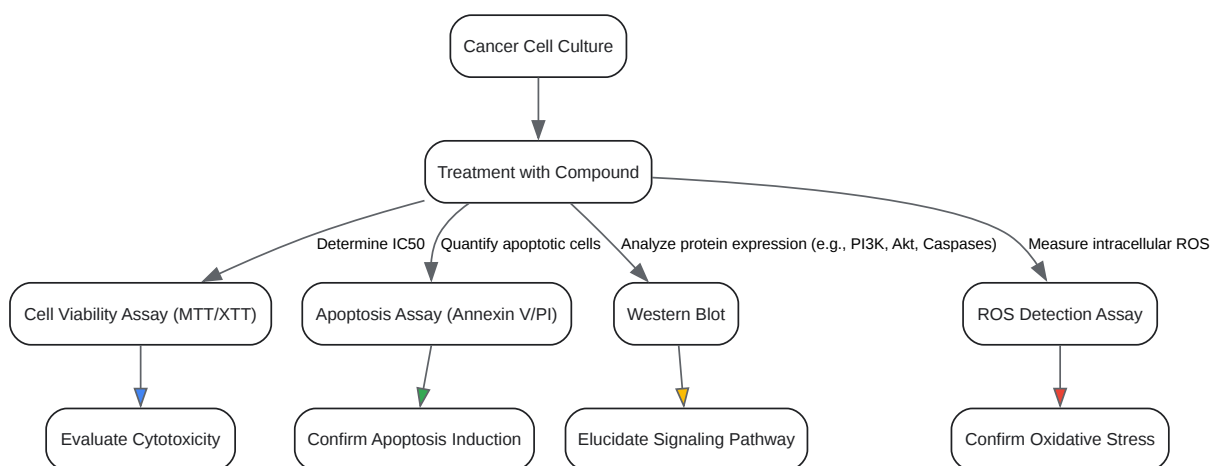 Cancer Cell Culture
Treatment with Compound
Determine IC50
Quantify apoptotic cells
Analyze protein expression (e.g., PI3K, Akt, Caspases)
Measure intracellular ROS
Cell Viability Assay (MTT/XTT)
Apoptosis Assay (Annexin V/PI)
Western Blot
ROS Detection Assay
Evaluate Cytotoxicity
Confirm Apoptosis Induction
Elucidate Signaling Pathway
Confirm Oxidative Stress